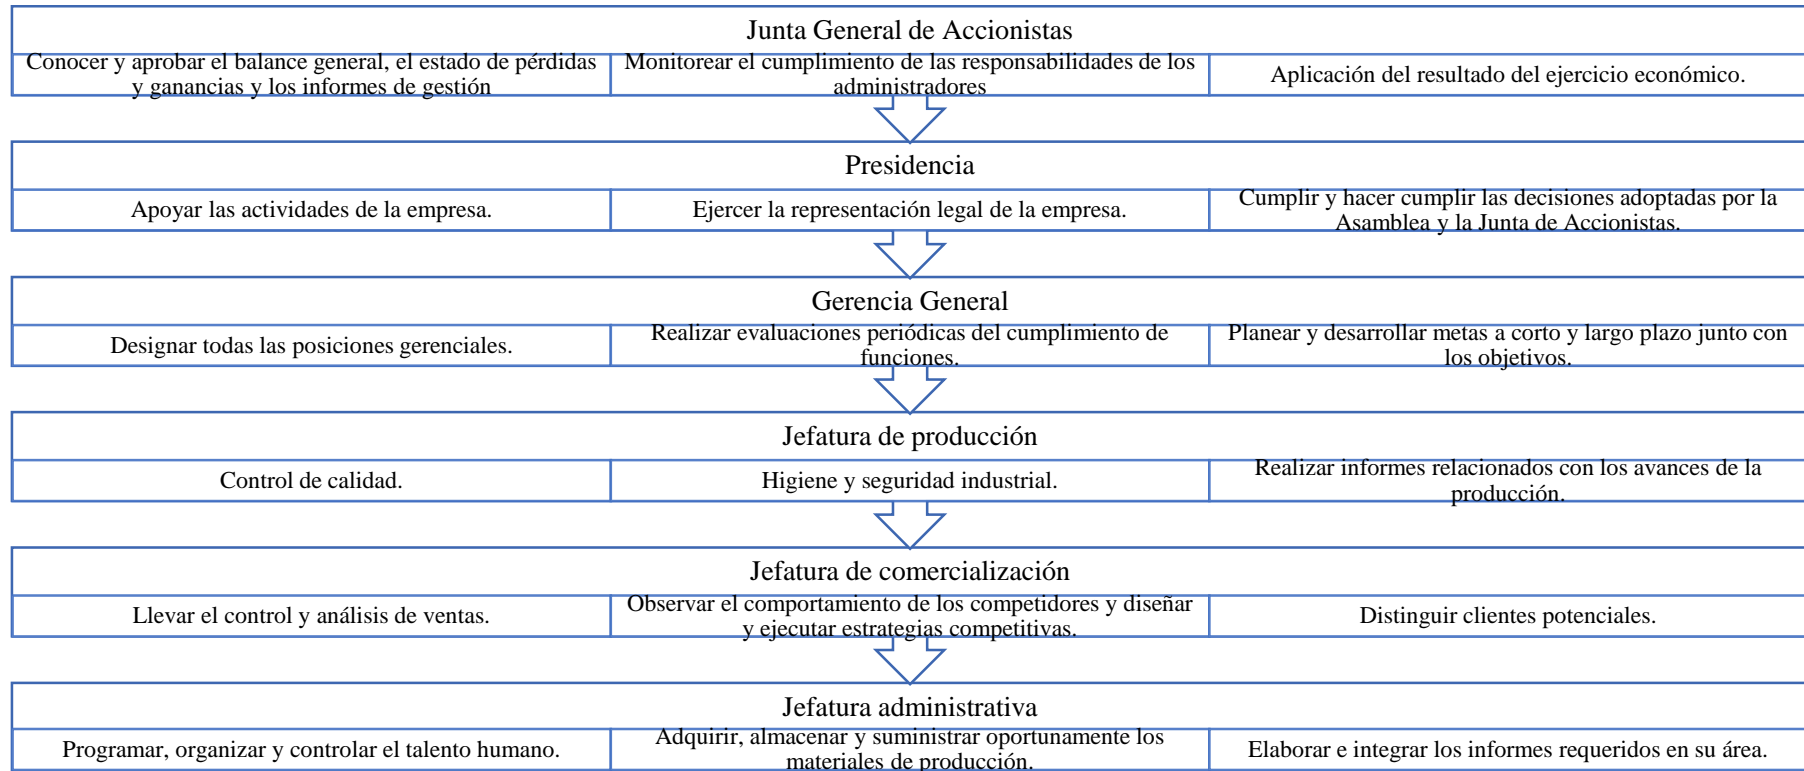 Junta General de Accionistas
Conocer y aprobar el balance general, el estado de pérdidas
y ganancias y los informes de gestión
Monitorear el cumplimiento de las responsabilidades de los
administradores
Aplicación del resultado del ejercicio económico.
Presidencia
Apoyar las actividades de la empresa.
Ejercer la representación legal de la empresa.
Cumplir y hacer cumplir las decisiones adoptadas por la
Asamblea y la Junta de Accionistas.
Gerencia General
Designar todas las posiciones gerenciales.
Realizar evaluaciones periódicas del cumplimiento de
funciones.
Planear y desarrollar metas a corto y largo plazo junto con
los objetivos.
Jefatura de producción
Control de calidad.
Higiene y seguridad industrial.
Realizar informes relacionados con los avances de la
producción.
Jefatura de comercialización
Llevar el control y análisis de ventas.
Observar el comportamiento de los competidores y diseñar
y ejecutar estrategias competitivas.
Distinguir clientes potenciales.
Jefatura administrativa
Programar, organizar y controlar el talento humano.
Adquirir, almacenar y suministrar oportunamente los
materiales de producción.
Elaborar e integrar los informes requeridos en su área.